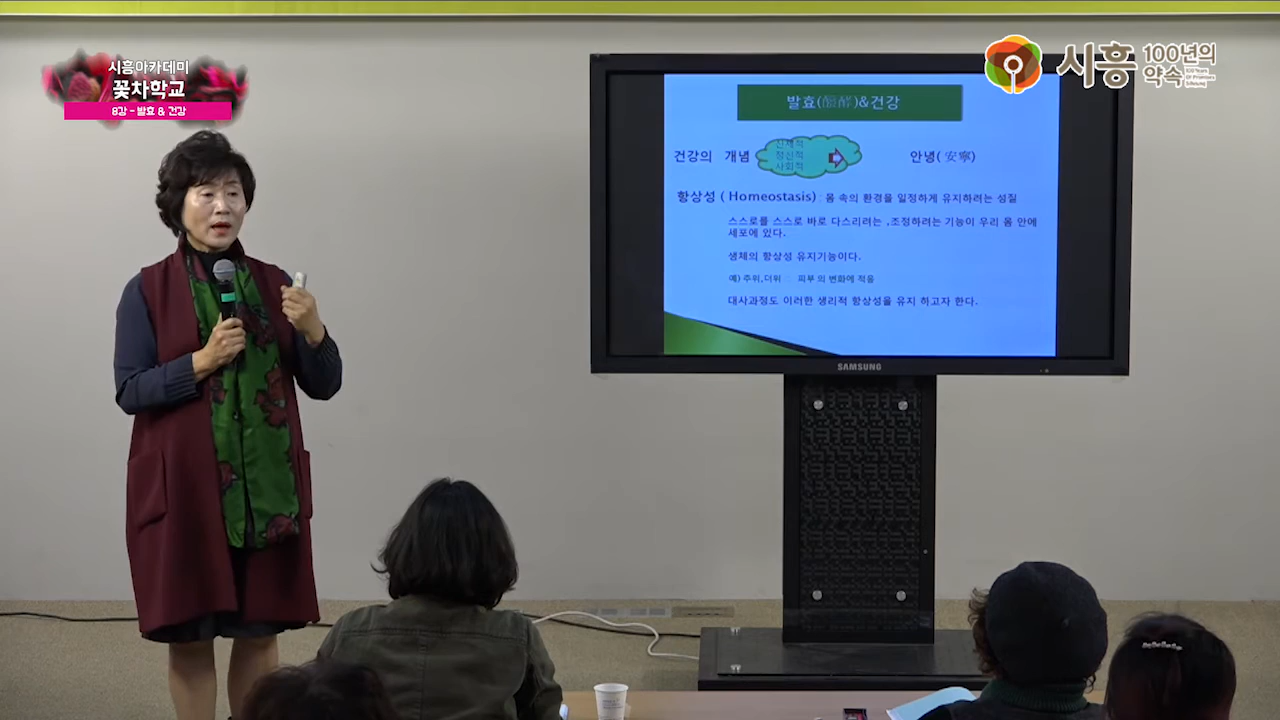 시흥아카데미
꽃차학교
8강 - 발효 & 건강
시흥 100년의 약속
발효(醱酵)&건강
건강의 개념
신체적
정신적
사회적
안녕( 安寧)
항상성 ( Homeostasis) : 몸 속의 환경을 일정하게 유지하려는 성질
스스로를 스스로 바로 다스리려는 ,조정하려는 기능이 우리 몸 안에
세포에 있다.
생체의 항상성 유지기능이다.
예) 추위,더위 : 피부 의 변화에 적응
대사과정도 이러한 생리적 항상성을 유지 하고자 한다.
SAMSUNG